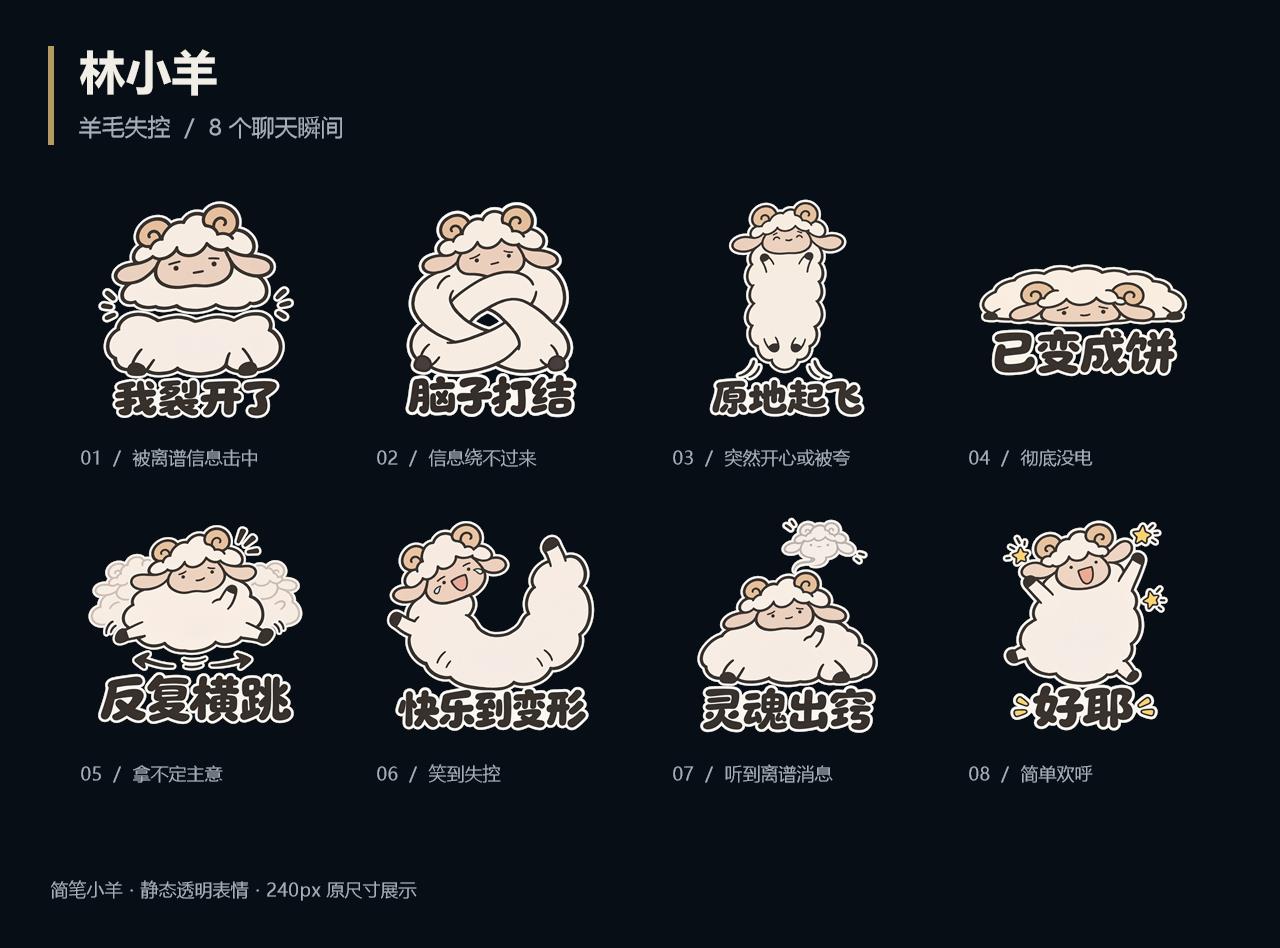 林小羊
羊毛失控 / 8 个聊天瞬间
我裂开了
脑子打结
原地起飞
已变成饼
01 / 被离谱信息击中
02 / 信息绕不过来
03 / 突然开心或被夸
04 / 彻底没电
反复横跳
快乐到变形
灵魂出窍
好耶
05 / 拿不定主意
06 / 笑到失控
07 / 听到离谱消息
08 / 简单欢呼
简笔小羊 · 静态透明表情 · 240px 原尺寸展示